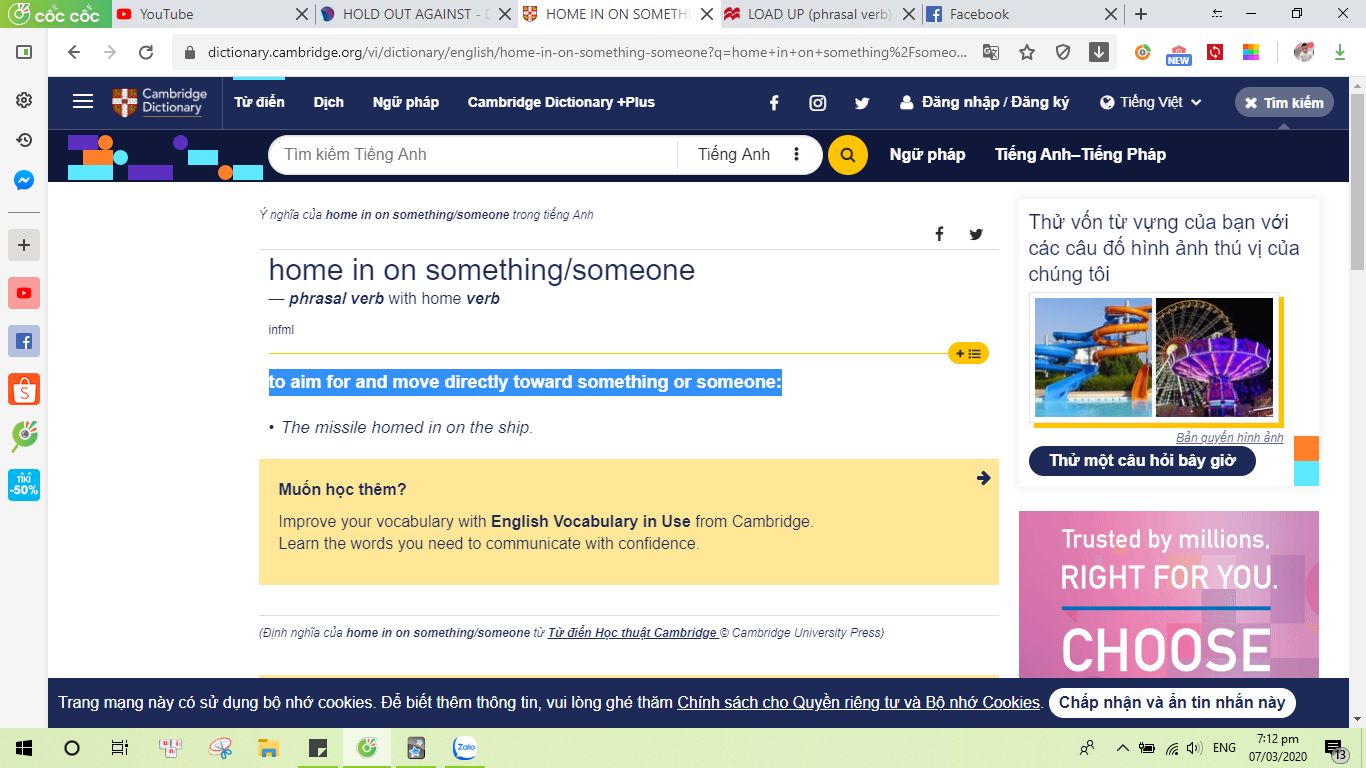 cốc cốc
YouTube
HOLD OUT AGAINST - D
HOME IN ON SOMETHI
LOAD UP (phrasal verb)
Facebook
dictionary.cambridge.org/vi/dictionary/english/home-in-on-something-someone?q=home+in+on+something%2Fsomeo...
NEW
Cambridge
Dictionary
Từ điển
Dịch
Ngữ pháp
Cambridge Dictionary +Plus
Đăng nhập / Đăng ký
Tiếng Việt
Tìm kiếm
Tìm kiếm Tiếng Anh
Tiếng Anh
Ngữ pháp
Tiếng Anh–Tiếng Pháp
Ý nghĩa của home in on something/someone trong tiếng Anh
home in on something/someone
— phrasal verb with home verb
infml
to aim for and move directly toward something or someone:
• The missile homed in on the ship.
Muốn học thêm?
Improve your vocabulary with English Vocabulary in Use from Cambridge.
Learn the words you need to communicate with confidence.
(Định nghĩa của home in on something/someone từ Từ điển Học thuật Cambridge © Cambridge University Press)
Thử vốn từ vựng của bạn với
các câu đố hình ảnh thú vị của
chúng tôi
Bản quyền hình ảnh
Thử một câu hỏi bây giờ
Trusted by millions,
RIGHT FOR YOU.
CHOOSE
TIKI
-50%
Trang mạng này có sử dụng bộ nhớ cookies. Để biết thêm thông tin, vui lòng ghé thăm Chính sách cho Quyền riêng tư và Bộ nhớ Cookies.
Chấp nhận và ẩn tin nhắn này
Zalo
ENG
7:12 pm
07/03/2020
13